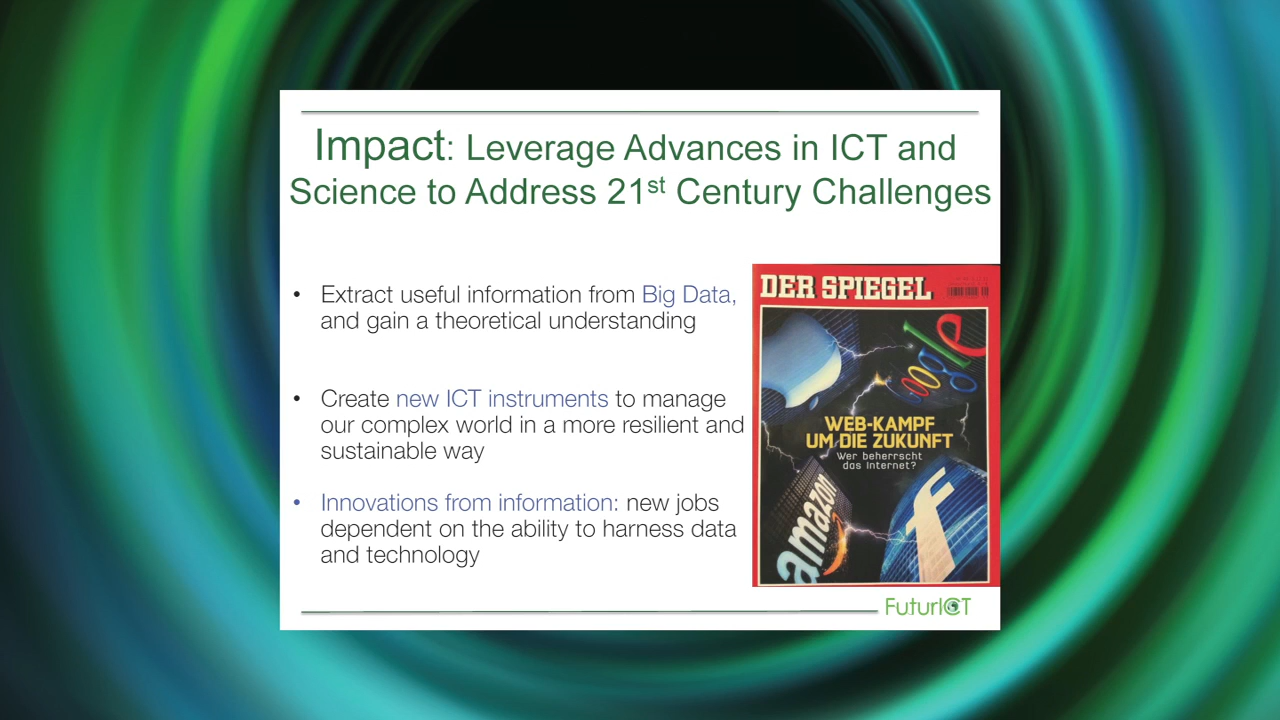 Impact: Leverage Advances in ICT and
Science to Address 21st Century Challenges
• Extract useful information from Big Data,
and gain a theoretical understanding
• Create new ICT instruments to manage
our complex world in a more resilient and
sustainable way
• Innovations from information: new jobs
dependent on the ability to harness data
and technology
DER SPIEGEL
Google
WEB-KAMPF
UM DIE ZUKUNFT
Wer beherrscht
das Internet?
amazon
f
FuturICT